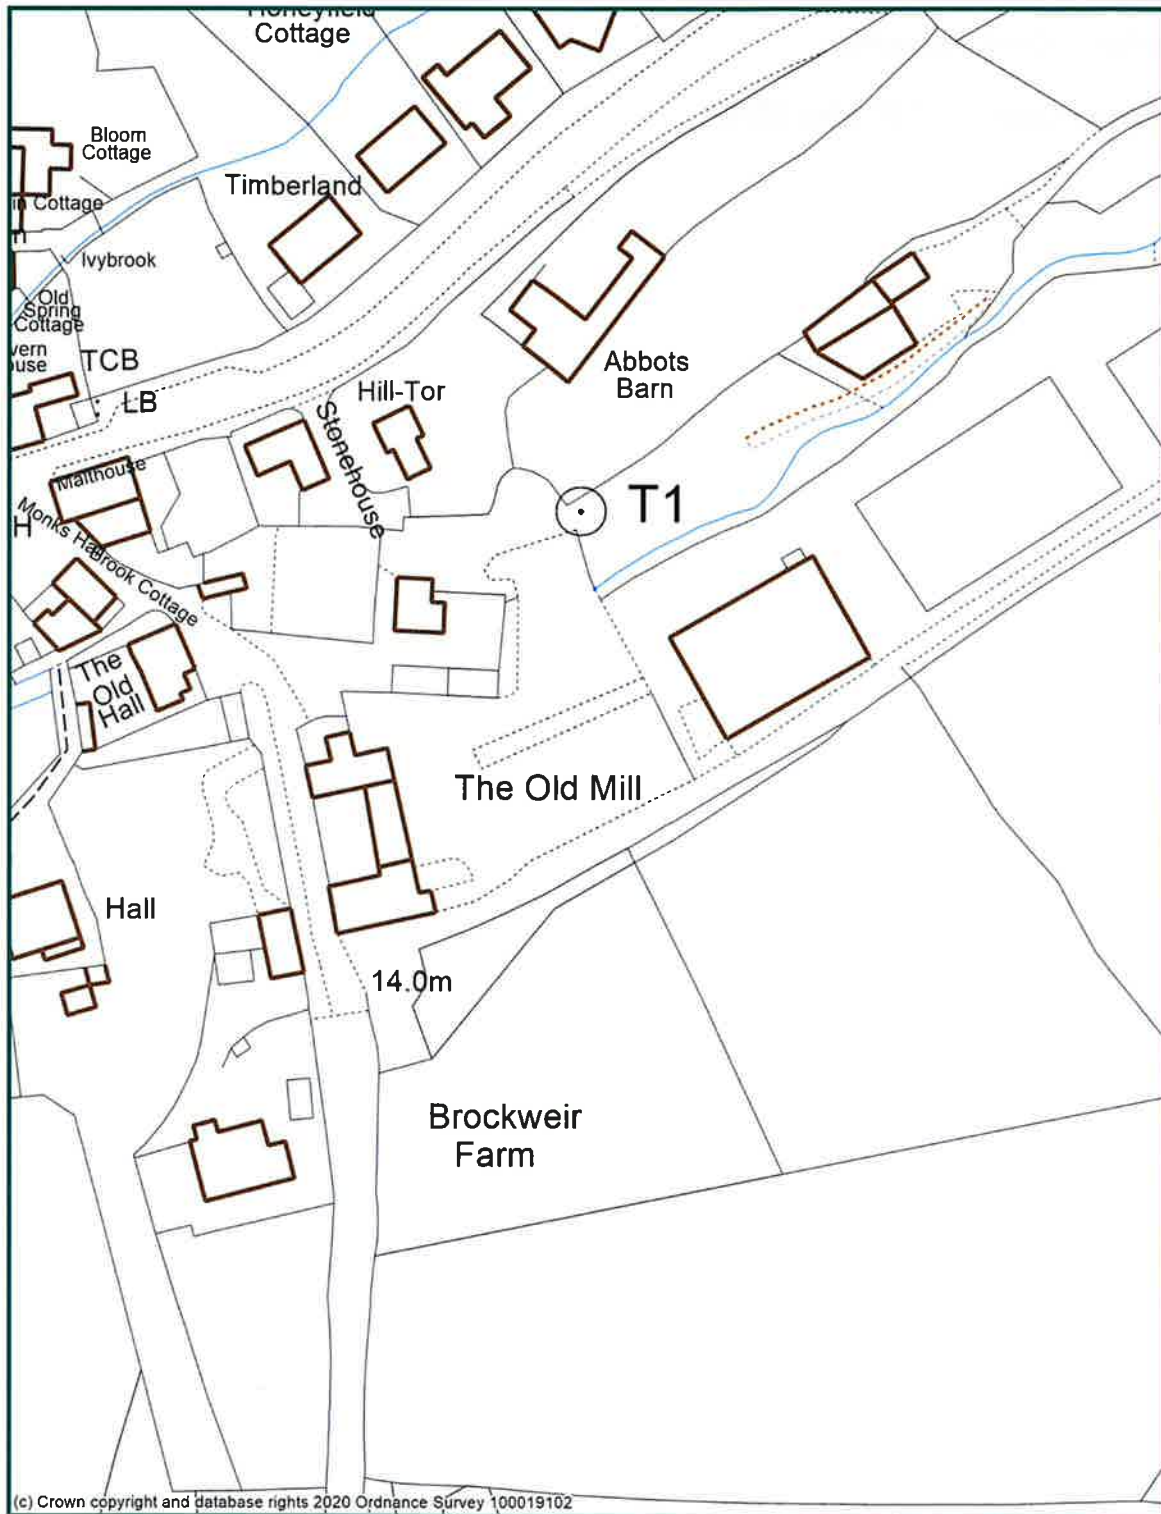 Cottage
Bloom
Cottage
Timberland
Cottage
Ivybrook
Old
Spring
Cottage
TCB
LB
Abbots
Barn
Hill-Tor
Stonehouse
Malthouse
T1
Monks Hall
H
Brook Cottage
The
Old
Hall
The Old Mill
Hall
14.0m
Brockweir
Farm
(c) Crown copyright and database rights 2020 Ordnance Survey 100019102